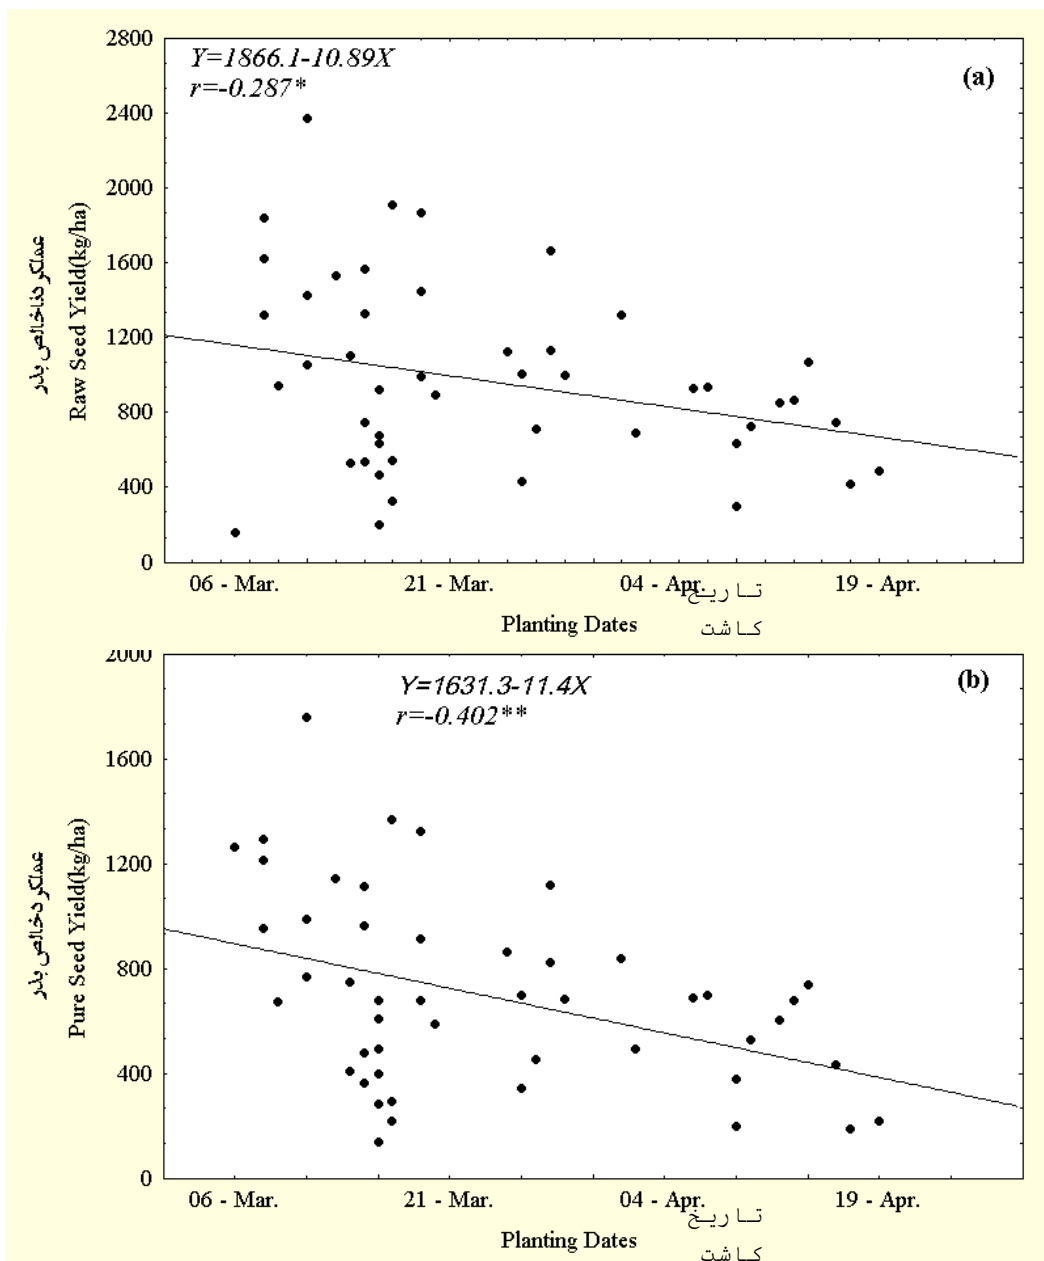 2800
Y=1866.1-10.89X
(a)
r=-0.287*
2400
2000
1600
1200
800
400
0
عملکرد ناخالص بذر
Raw Seed Yield(kg/ha)
06 - Mar. 21 - Mar. 04 - Apr. 19 - Apr.
تاریخ
Planting Dates
کاشت
2000
Y=1631.3-11.4X
(b)
r=-0.402**
1600
1200
800
400
0
عملکرد خالص بذر
Pure Seed Yield(kg/ha)
06 - Mar. 21 - Mar. 04 - Apr. 19 - Apr.
تاریخ
Planting Dates
کاشت